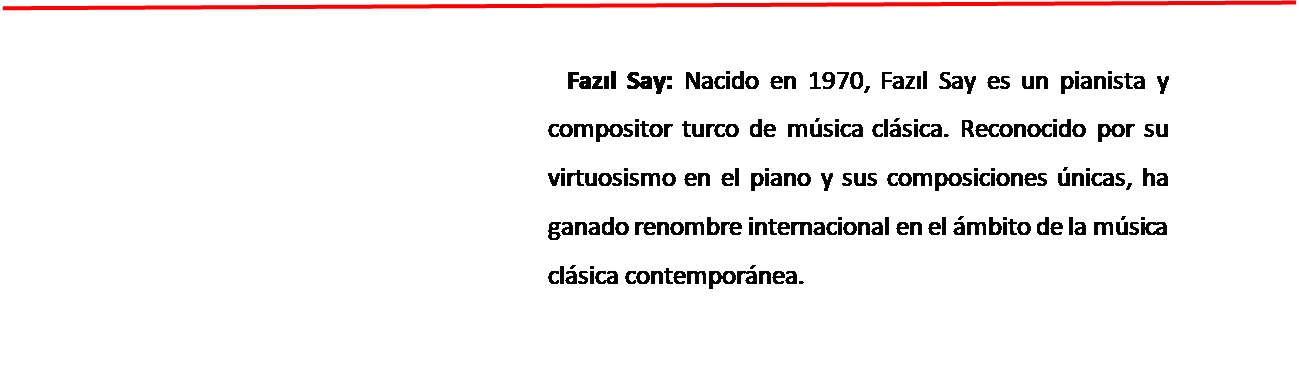 Fazıl Say: Nacido en 1970, Fazıl Say es un pianista y
compositor turco de música clásica. Reconocido por su
virtuosismo en el piano y sus composiciones únicas, ha
ganado renombre internacional en el ámbito de la música
clásica contemporánea.